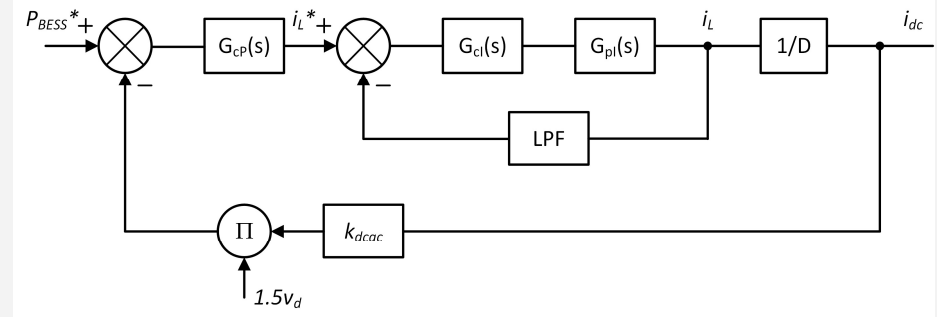 P_BESS* + 
i_L* + 
i_L
i_dc
G_cP(s)
G_cI(s)
G_pI(s)
1/D
−
−
LPF
Π
k_dcac
1.5v_d